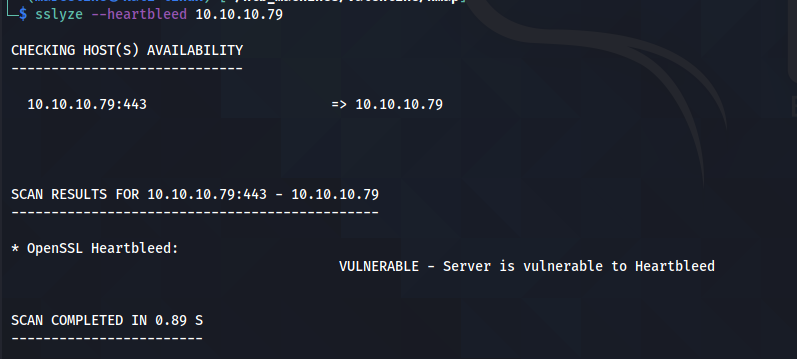 $ sslyze --heartbleed 10.10.10.79
CHECKING HOST(S) AVAILABILITY
-----------------------------
10.10.10.79:443 => 10.10.10.79
SCAN RESULTS FOR 10.10.10.79:443 - 10.10.10.79
----------------------------------------------
* OpenSSL Heartbleed:
VULNERABLE - Server is vulnerable to Heartbleed
SCAN COMPLETED IN 0.89 S
------------------------